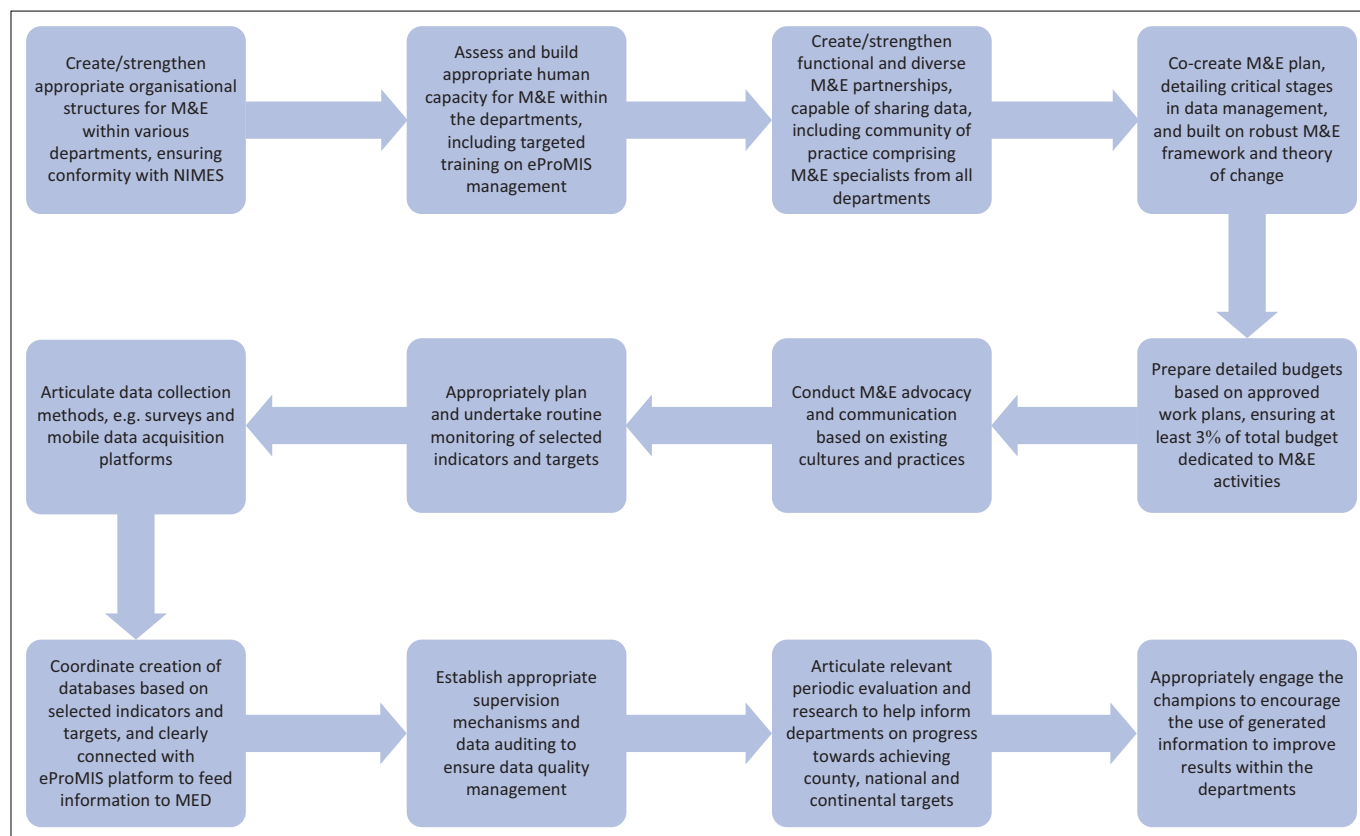 Create/strengthen
appropriate organisational
structures for M&E
within various
departments, ensuring
conformity with NIMES
Assess and build
appropriate human
capacity for M&E within
the departments,
including targeted
training on eProMIS
management
Create/strengthen
functional and diverse
M&E partnerships,
capable of sharing data,
including community of
practice comprising
M&E specialists from all
departments
Co-create M&E plan,
detailing critical stages
in data management,
and built on robust M&E
framework and theory
of change
Prepare detailed budgets
based on approved
work plans, ensuring at
least 3% of total budget
dedicated to M&E
activities
Conduct M&E advocacy
and communication
based on existing
cultures and practices
Appropriately plan
and undertake routine
monitoring of selected
indicators and targets
Articulate data collection
methods, e.g. surveys and
mobile data acquisition
platforms
Coordinate creation of
databases based on
selected indicators and
targets, and clearly
connected with
eProMIS platform to feed
information to MED
Establish appropriate
supervision
mechanisms and
data auditing to
ensure data quality
management
Articulate relevant
periodic evaluation and
research to help inform
departments on progress
towards achieving
county, national and
continental targets
Appropriately engage the
champions to encourage
the use of generated
information to improve
results within the
departments